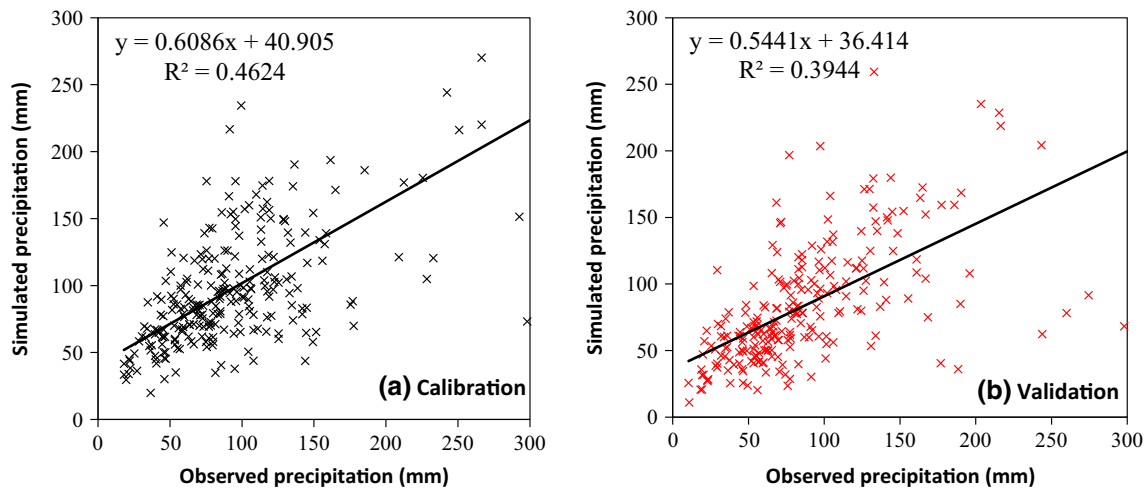 y = 0.6086x + 40.905
R² = 0.4624
300
250
200
150
100
50
0
Simulated precipitation (mm)
(a) Calibration
0 50 100 150 200 250 300
Observed precipitation (mm)
y = 0.5441x + 36.414
R² = 0.3944
300
250
200
150
100
50
0
Simulated precipitation (mm)
(b) Validation
0 50 100 150 200 250 300
Observed precipitation (mm)